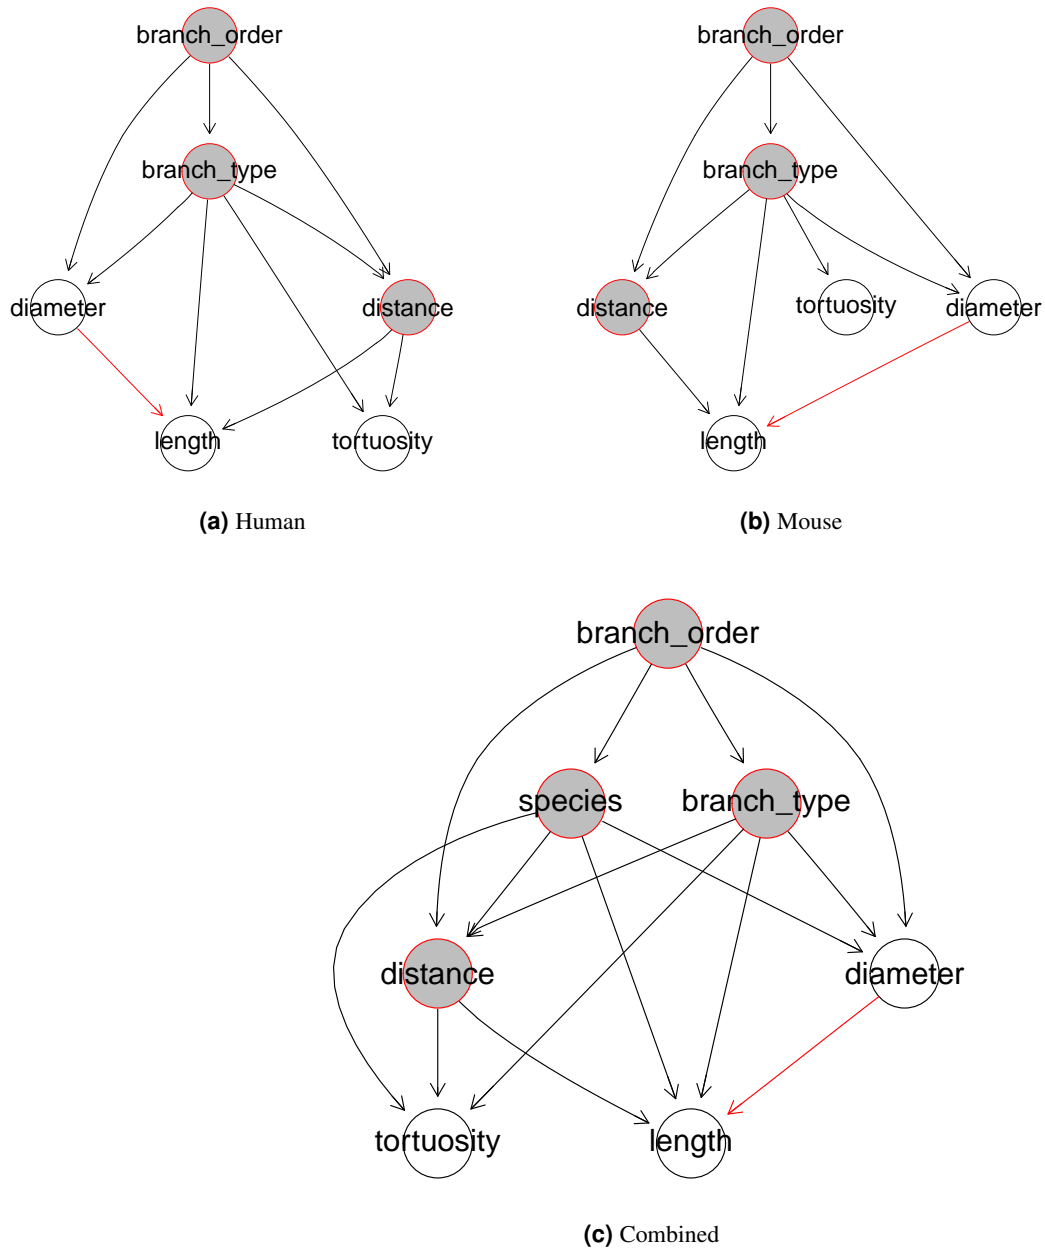 branch_order
branch_type
diameter
distance
length
tortuosity
(a) Human
branch_order
branch_type
distance
tortuosity
diameter
length
(b) Mouse
branch_order
species
branch_type
distance
diameter
tortuosity
length
(c) Combined